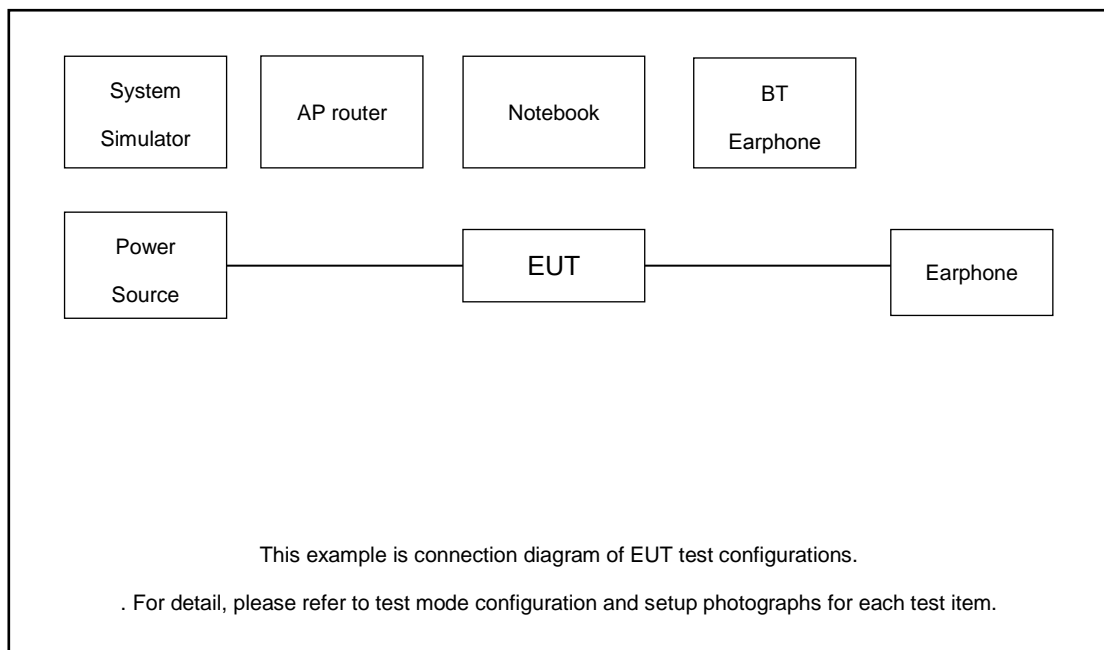 System
Simulator
AP router
Notebook
BT
Earphone
Power
Source
EUT
Earphone
This example is connection diagram of EUT test configurations.
. For detail, please refer to test mode configuration and setup photographs for each test item.